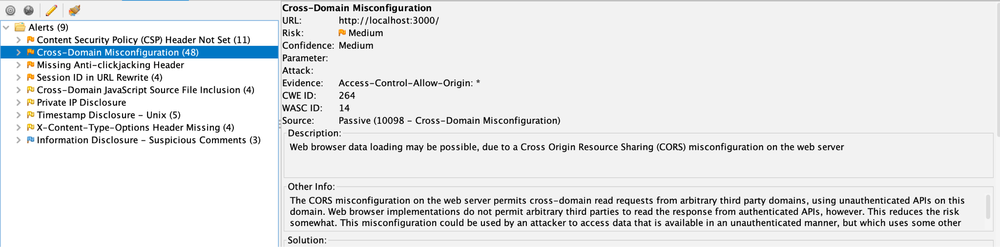 Alerts (9)
Content Security Policy (CSP) Header Not Set (11)
Cross-Domain Misconfiguration (48)
Missing Anti-clickjacking Header
Session ID in URL Rewrite (4)
Cross-Domain JavaScript Source File Inclusion (4)
Private IP Disclosure
Timestamp Disclosure - Unix (5)
X-Content-Type-Options Header Missing (4)
Information Disclosure - Suspicious Comments (3)
Cross-Domain Misconfiguration
URL: http://localhost:3000/
Risk: Medium
Confidence: Medium
Parameter:
Attack:
Evidence: Access-Control-Allow-Origin: *
CWE ID: 264
WASC ID: 14
Source: Passive (10098 - Cross-Domain Misconfiguration)
Description:
Web browser data loading may be possible, due to a Cross Origin Resource Sharing (CORS) misconfiguration on the web server
Other Info:
The CORS misconfiguration on the web server permits cross-domain read requests from arbitrary third party domains, using unauthenticated APIs on this
domain. Web browser implementations do not permit arbitrary third parties to read the response from authenticated APIs, however. This reduces the risk
somewhat. This misconfiguration could be used by an attacker to access data that is available in an unauthenticated manner, but which uses some other
Solution: